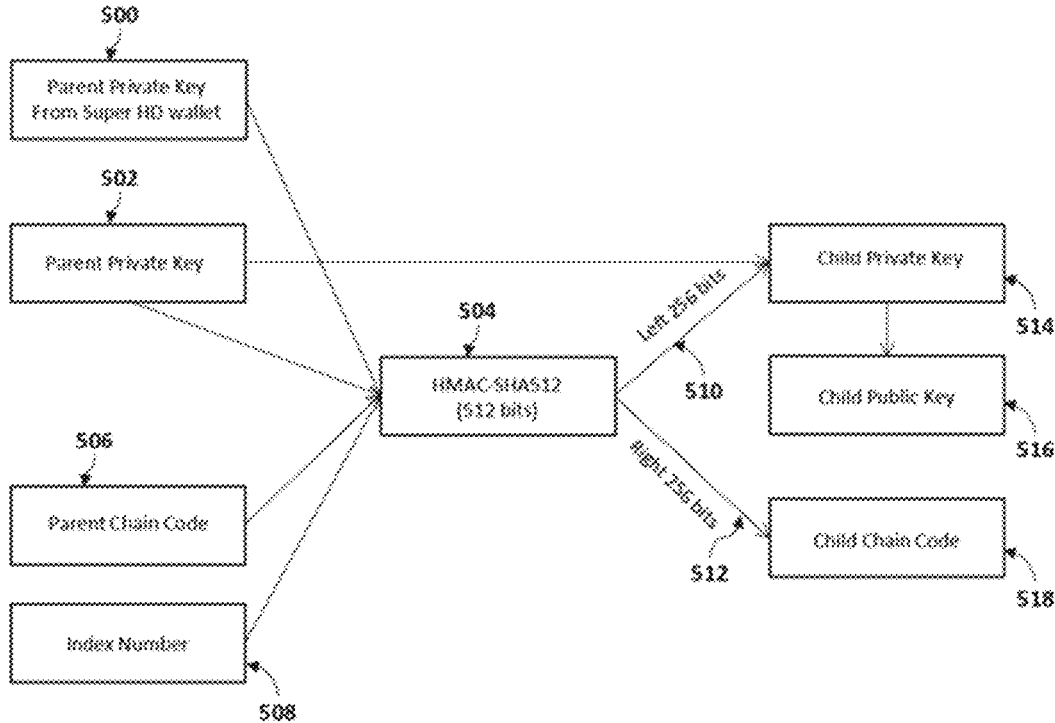 500
Parent Private Key
From Super HD wallet
502
Parent Private Key
Child Private Key
514
504
Left 256 bits
510
HMAC-SHA512
(512 bits)
Child Public Key
516
506
Right 256 bits
512
Parent Chain Code
Child Chain Code
518
Index Number
508